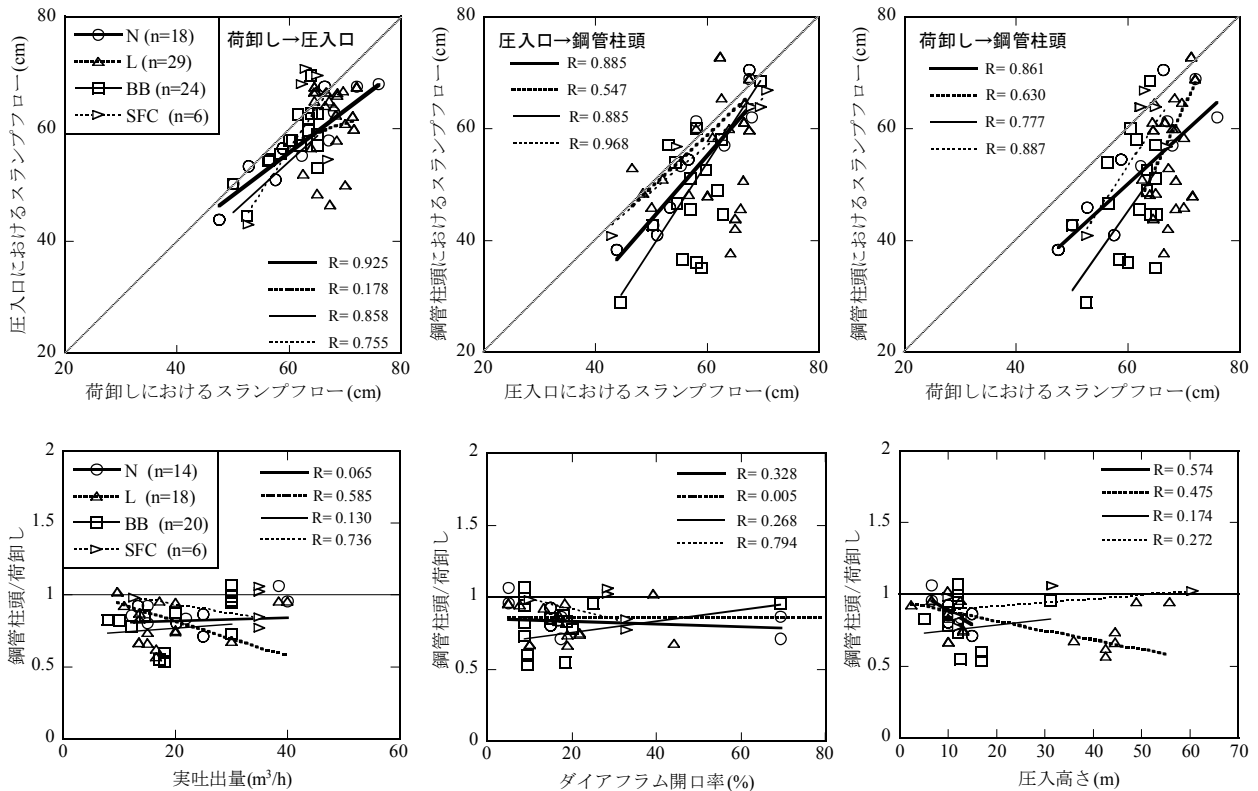 80
60
40
20
20
40
60
80
圧入口におけるスランプフロー(cm)
荷卸しにおけるスランプフロー(cm)
N (n=18)
L (n=29)
BB (n=24)
SFC (n=6)
荷卸し→圧入口
R= 0.925
R= 0.178
R= 0.858
R= 0.755
80
60
40
20
20
40
60
80
鋼管柱頭におけるスランプフロー(cm)
圧入口におけるスランプフロー(cm)
圧入口→鋼管柱頭
R= 0.885
R= 0.547
R= 0.885
R= 0.968
80
60
40
20
20
40
60
80
鋼管柱頭におけるスランプフロー(cm)
荷卸しにおけるスランプフロー(cm)
荷卸し→鋼管柱頭
R= 0.861
R= 0.630
R= 0.777
R= 0.887
2
1.5
1
0.5
0
0
20
40
60
鋼管柱頭/荷卸し
実吐出量(m³/h)
N (n=14)
L (n=18)
BB (n=20)
SFC (n=6)
R= 0.065
R= 0.585
R= 0.130
R= 0.736
2
1.5
1
0.5
0
0
20
40
60
80
鋼管柱頭/荷卸し
ダイアフラム開口率(%)
R= 0.328
R= 0.005
R= 0.268
R= 0.794
2
1.5
1
0.5
0
0
10
20
30
40
50
60
70
鋼管柱頭/荷卸し
圧入高さ(m)
R= 0.574
R= 0.475
R= 0.174
R= 0.272